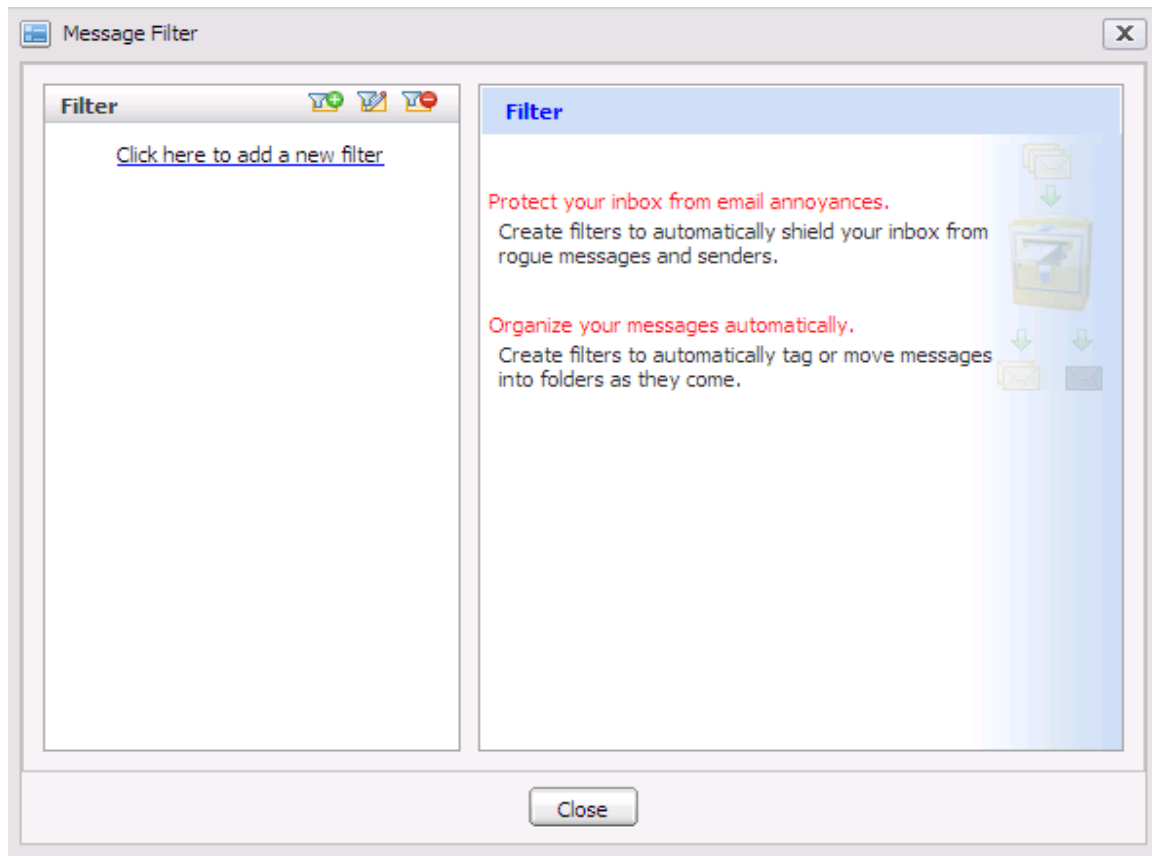 Message Filter
X
Filter
Click here to add a new filter
Filter
Protect your inbox from email annoyances.
Create filters to automatically shield your inbox from
rogue messages and senders.
Organize your messages automatically.
Create filters to automatically tag or move messages
into folders as they come.
Close